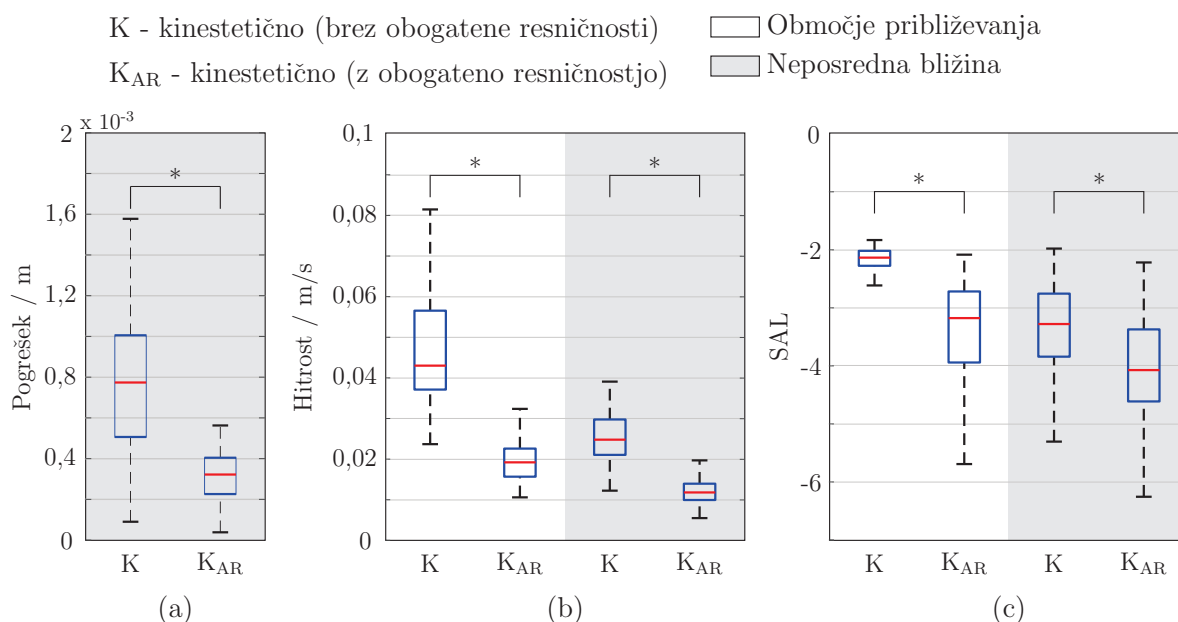 K - kinestetično (brez obogatene resničnosti)
K_AR - kinestetično (z obogateno resničnostjo)
Območje približevanja
Neposredna bližina
x 10⁻³
2
1,6
1,2
0,8
0,4
0
Pogrešek / m
*
K
K_AR
(a)
0,1
0,08
0,06
0,04
0,02
0
Hitrost / m/s
*
*
K
K_AR
K
K_AR
(b)
0
-2
-4
-6
SAL
*
*
K
K_AR
K
K_AR
(c)